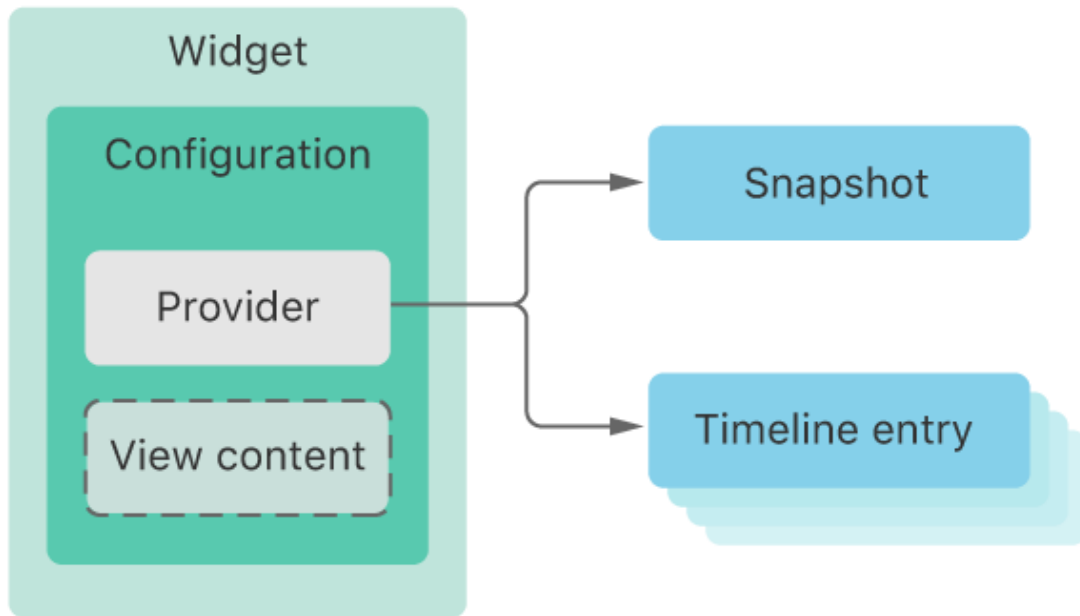 Widget
Configuration
Provider
View content
Snapshot
Timeline entry